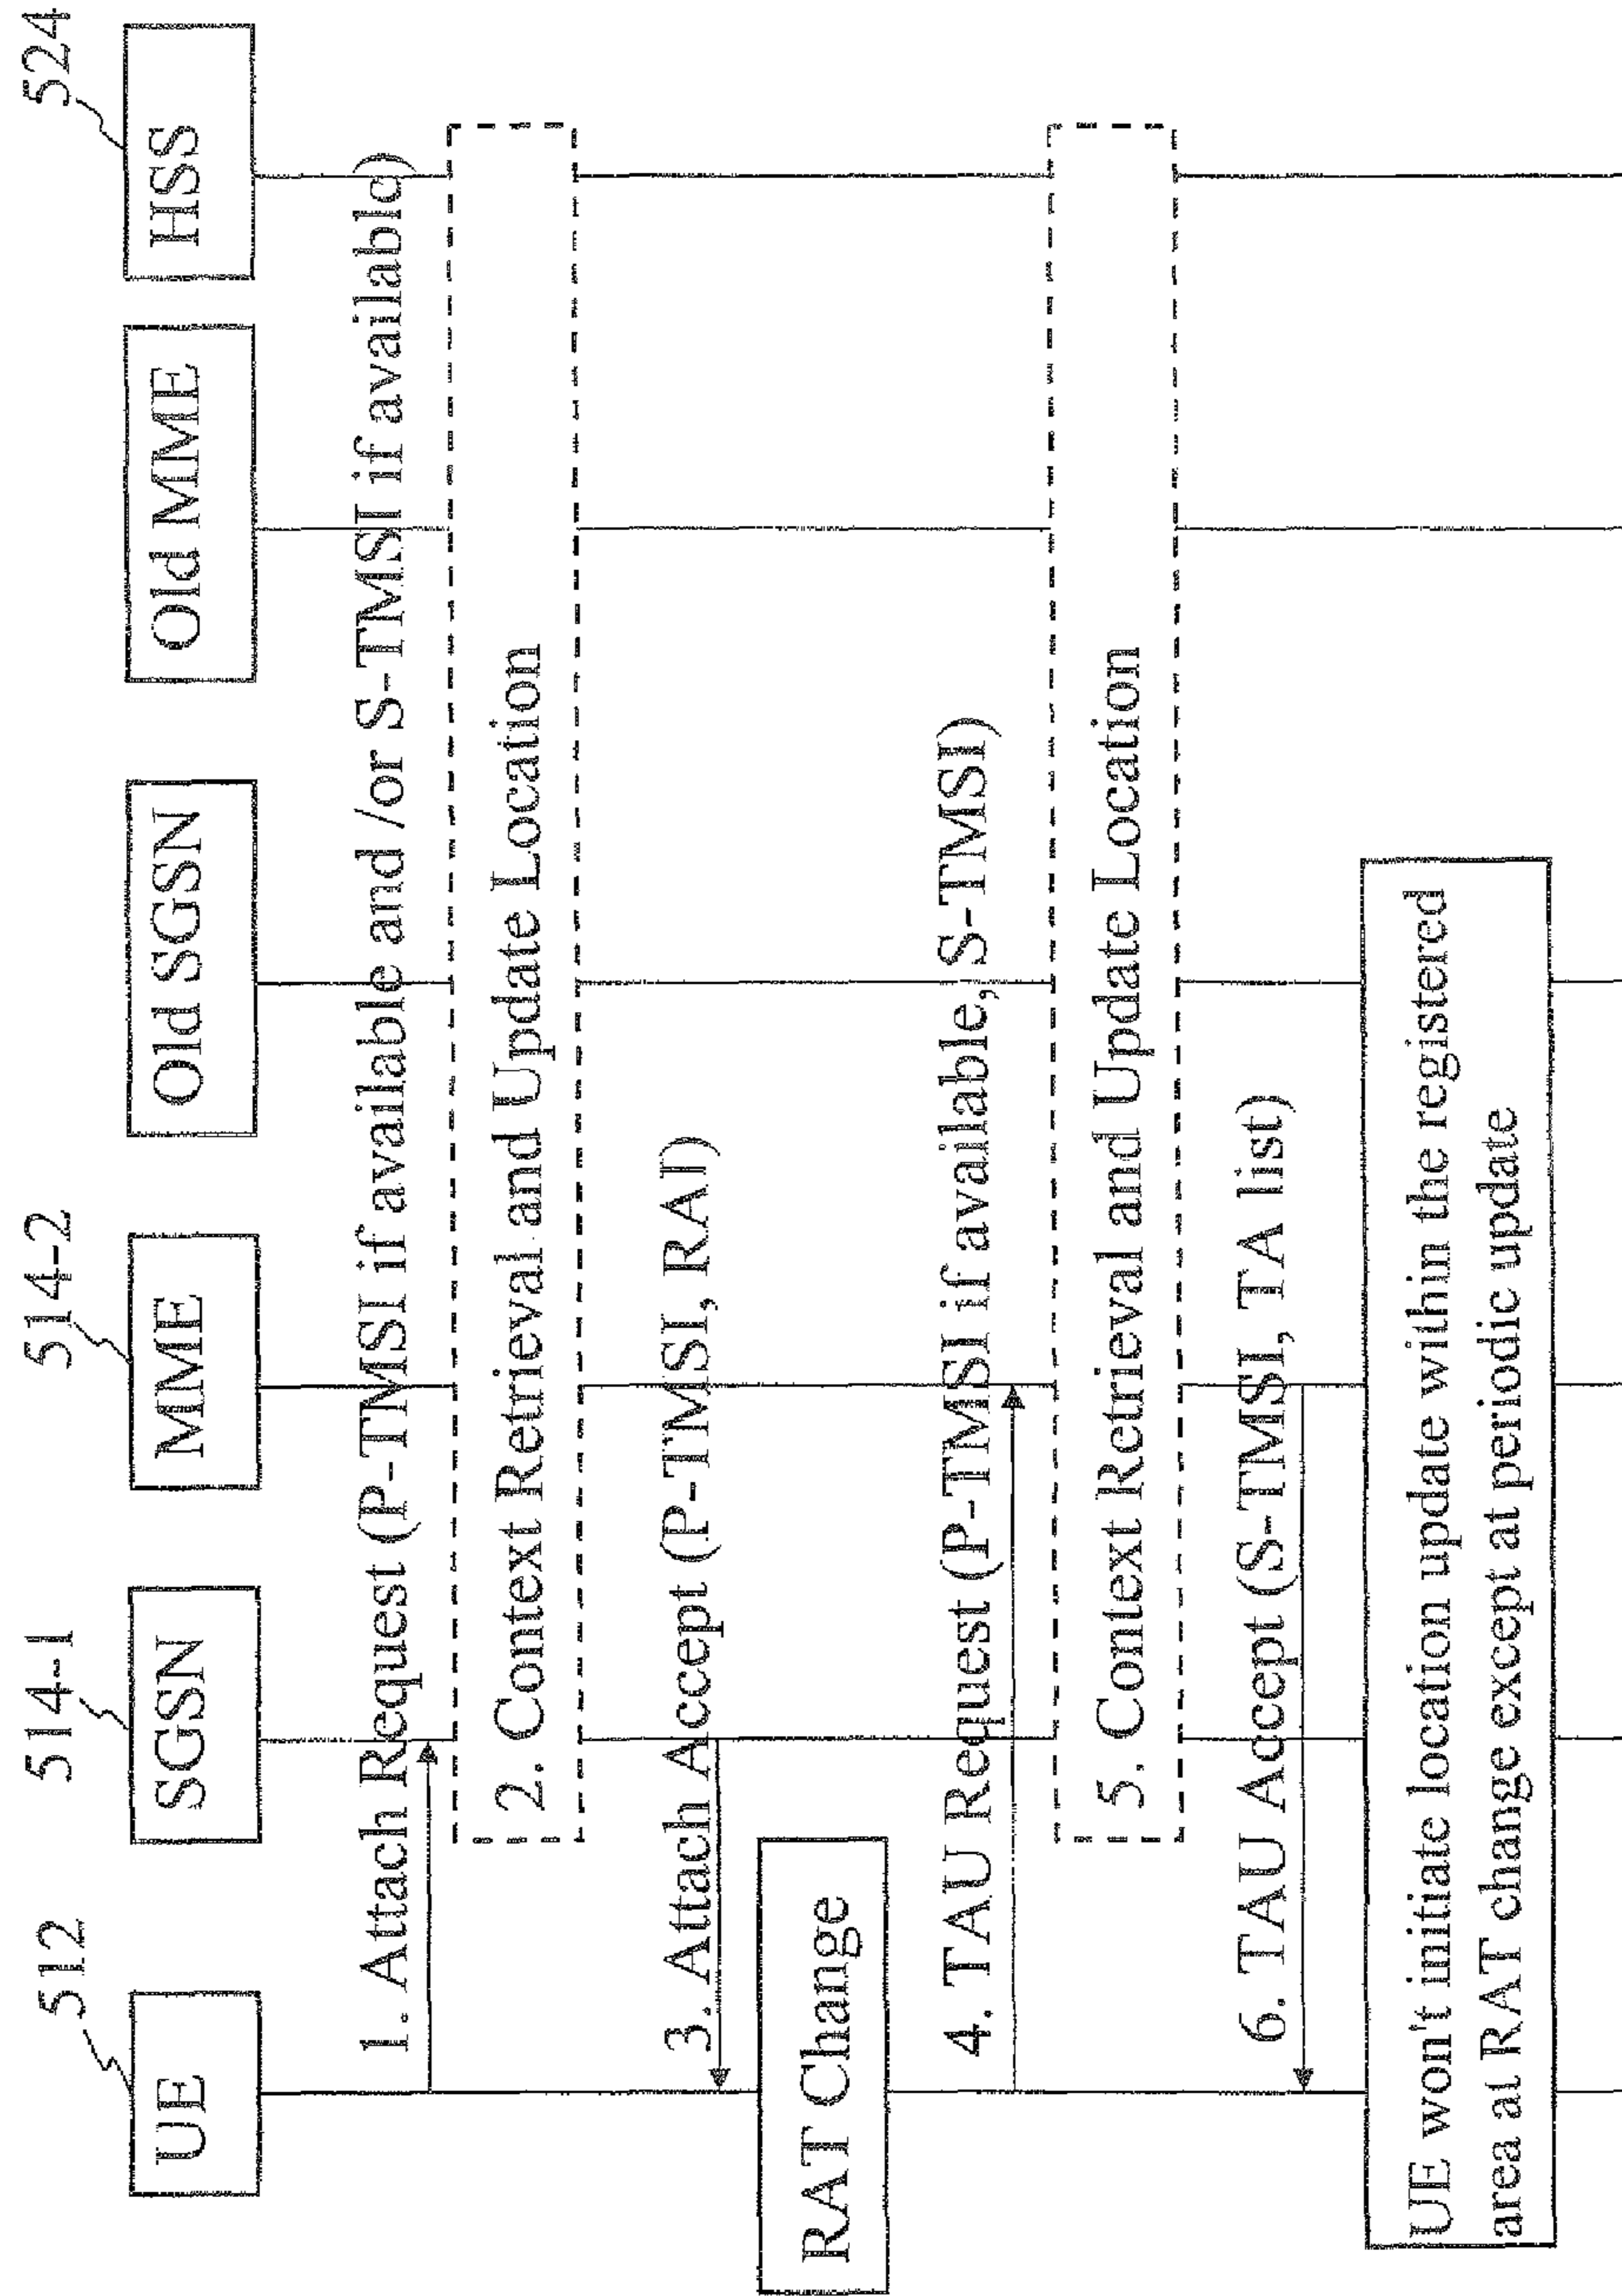 512
514-1
514-2
524
UE
SGSN
MME
Old SGSN
Old MME
HSS
1. Attach Request (P-TMSI if available and /or S-TMSI if available)
2. Context Retrieval and Update Location
3. Attach Accept (P-TMSI, RAI)
RAT Change
4. TAU Request (P-TMSI if available, S-TMSI)
5. Context Retrieval and Update Location
6. TAU Accept (S-TMSI, TA list)
UE won't initiate location update within the registered
area at RAT change except at periodic update